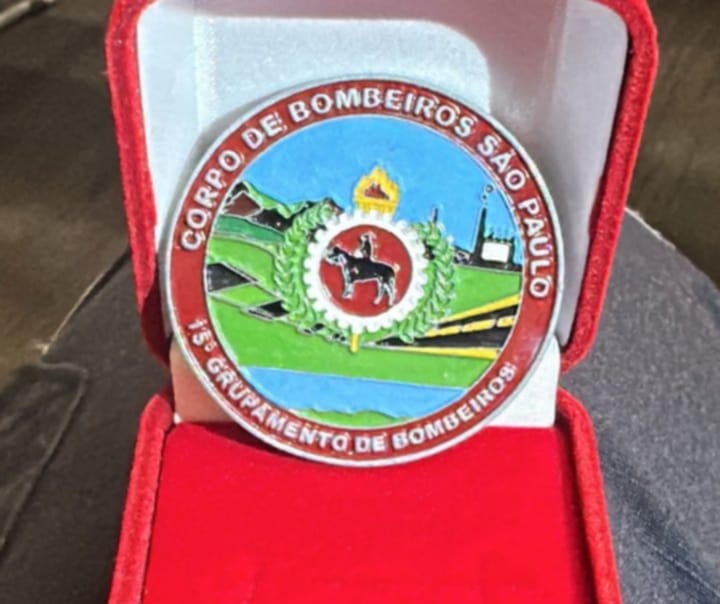 CORPO DE BOMBEIROS SÃO PAULO
15º GRUPAMENTO DE BOMBEIROS